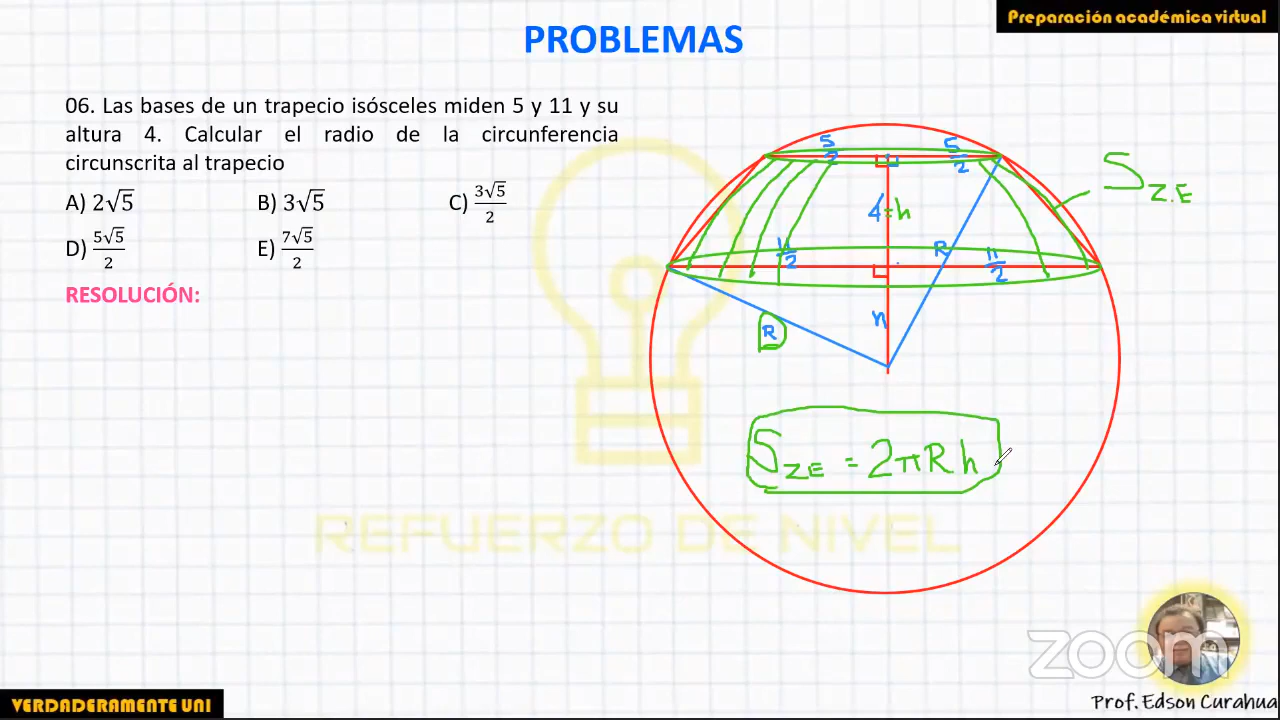 Preparación académica virtual
PROBLEMAS
06. Las bases de un trapecio isósceles miden 5 y 11 y su
altura 4. Calcular el radio de la circunferencia
circunscrita al trapecio
A) 2√5 B) 3√5 C) 3√5/2
D) 5√5/2 E) 7√5/2
RESOLUCIÓN:
5/2 5/2
S Z.E
4=h
11/2 R 11/2
n
R
S ZE = 2πRh
REFUERZO DE NIVEL
zoom
VERDADERAMENTE UNI
Prof. Edson Curahua